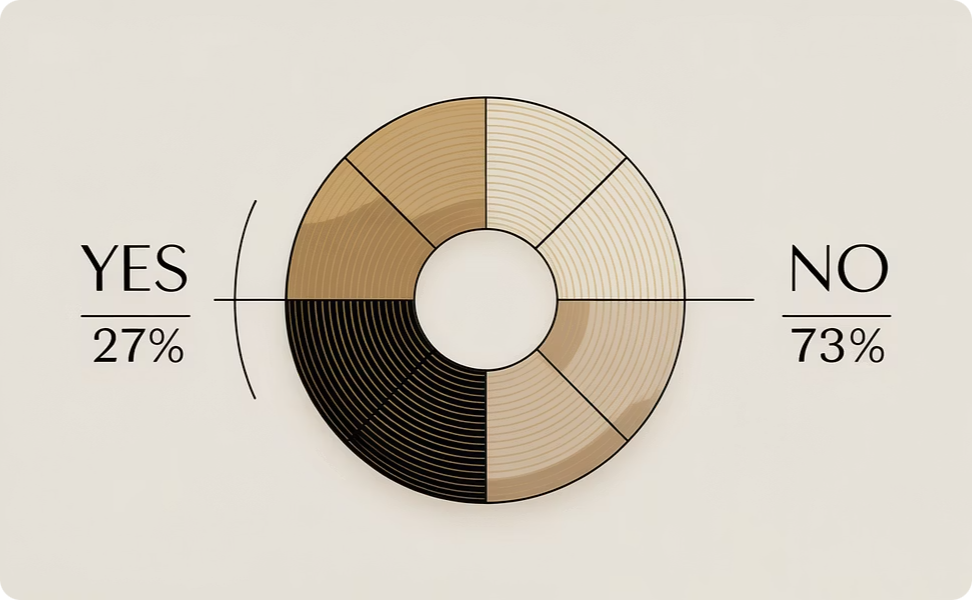 YES
27%
NO
73%